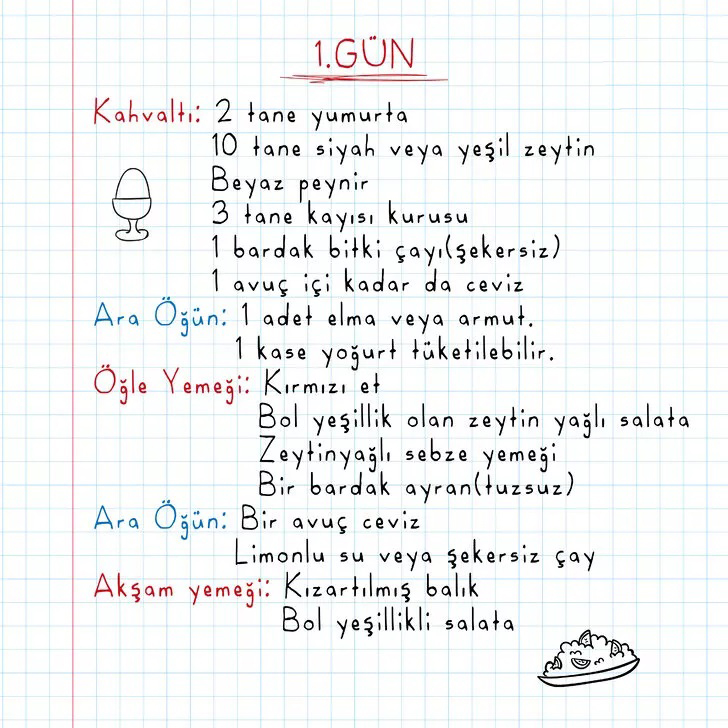 1.GÜN
Kahvaltı: 2 tane yumurta
10 tane siyah veya yeşil zeytin
Beyaz peynir
3 tane kayısı kurusu
1 bardak bitki çayı(şekersiz)
1 avuç içi kadar da ceviz
Ara Öğün: 1 adet elma veya armut.
1 kase yoğurt tüketilebilir.
Öğle Yemeği: Kırmızı et
Bol yeşillik olan zeytin yağlı salata
Zeytinyağlı sebze yemeği
Bir bardak ayran(tuzsuz)
Ara Öğün: Bir avuç ceviz
Limonlu su veya şekersiz çay
Akşam yemeği: Kızartılmış balık
Bol yeşillikli salata